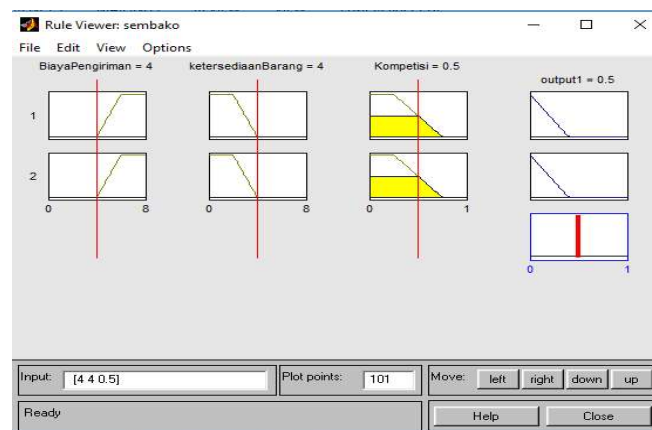 Rule Viewer: sembako
File Edit View Options
BiayaPengiriman = 4 ketersediaanBarang = 4 Kompetisi = 0.5
output1 = 0.5
1
2
0 8 0 8 0 1
0 1
Input: [4 4 0.5] Plot points: 101 Move: left right down up
Ready Help Close